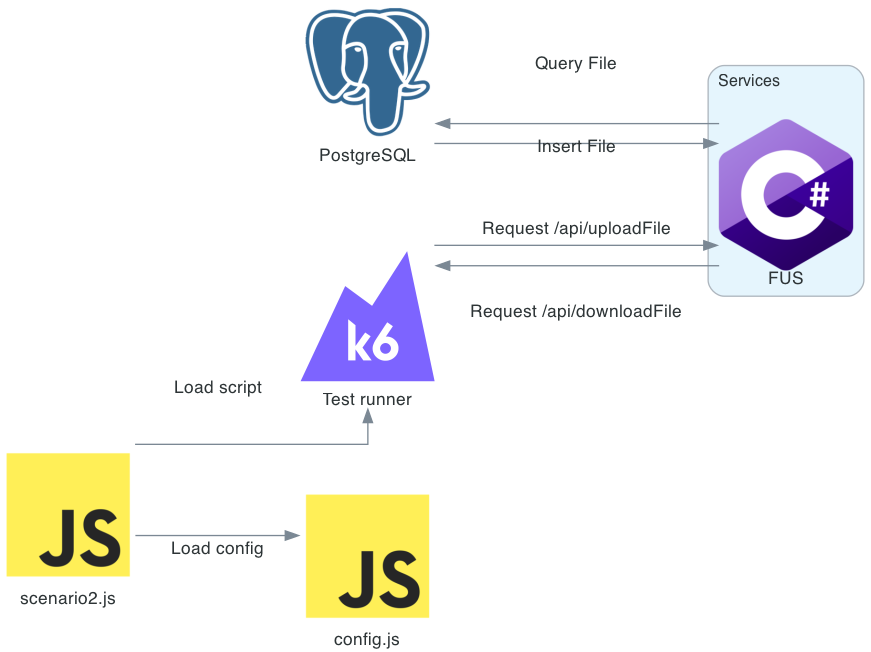 Query File
Services
PostgreSQL
Insert File
C#
Request /api/uploadFile
FUS
Request /api/downloadFile
k6
Load script
Test runner
JS
Load config
JS
scenario2.js
config.js